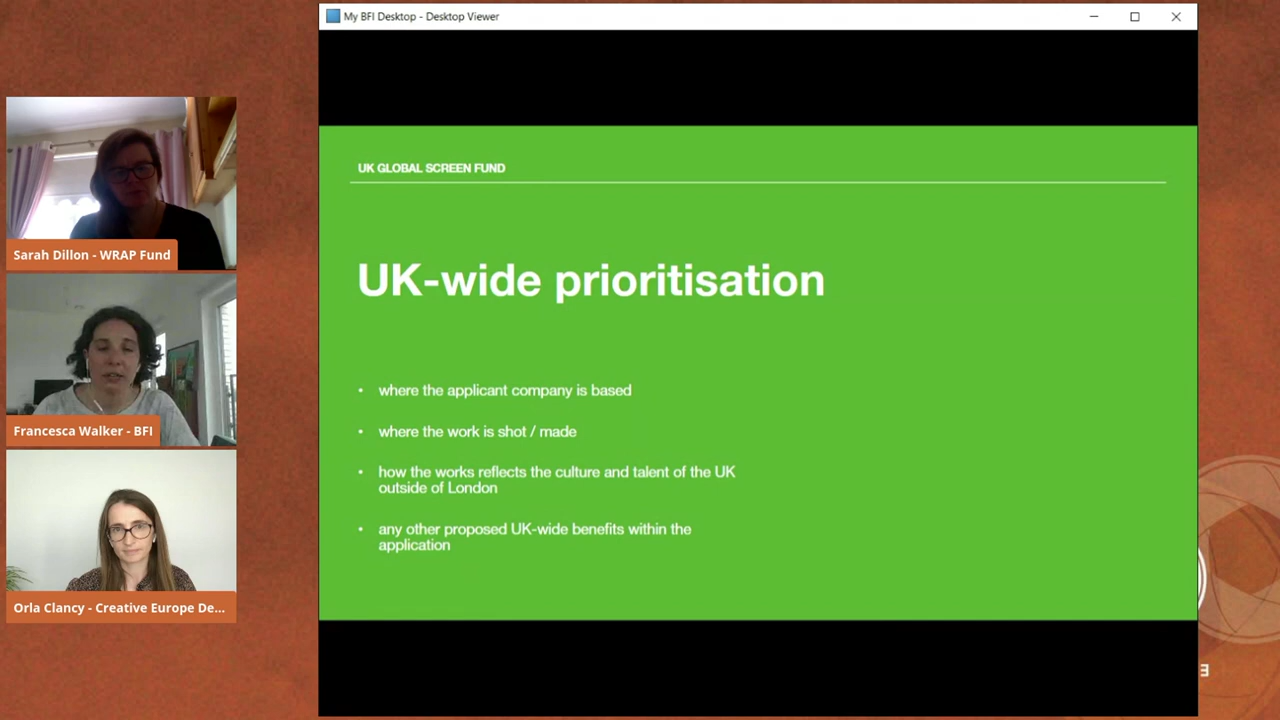 My BFI Desktop - Desktop Viewer
Sarah Dillon - WRAP Fund
Francesca Walker - BFI
Orla Clancy - Creative Europe De...
UK GLOBAL SCREEN FUND
UK-wide prioritisation
• where the applicant company is based
• where the work is shot / made
• how the works reflects the culture and talent of the UK
outside of London
• any other proposed UK-wide benefits within the
application